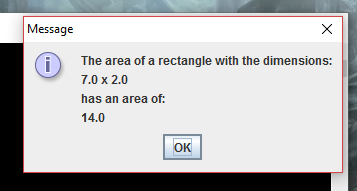 Message
The area of a rectangle with the dimensions:
7.0 x 2.0
has an area of:
14.0
OK